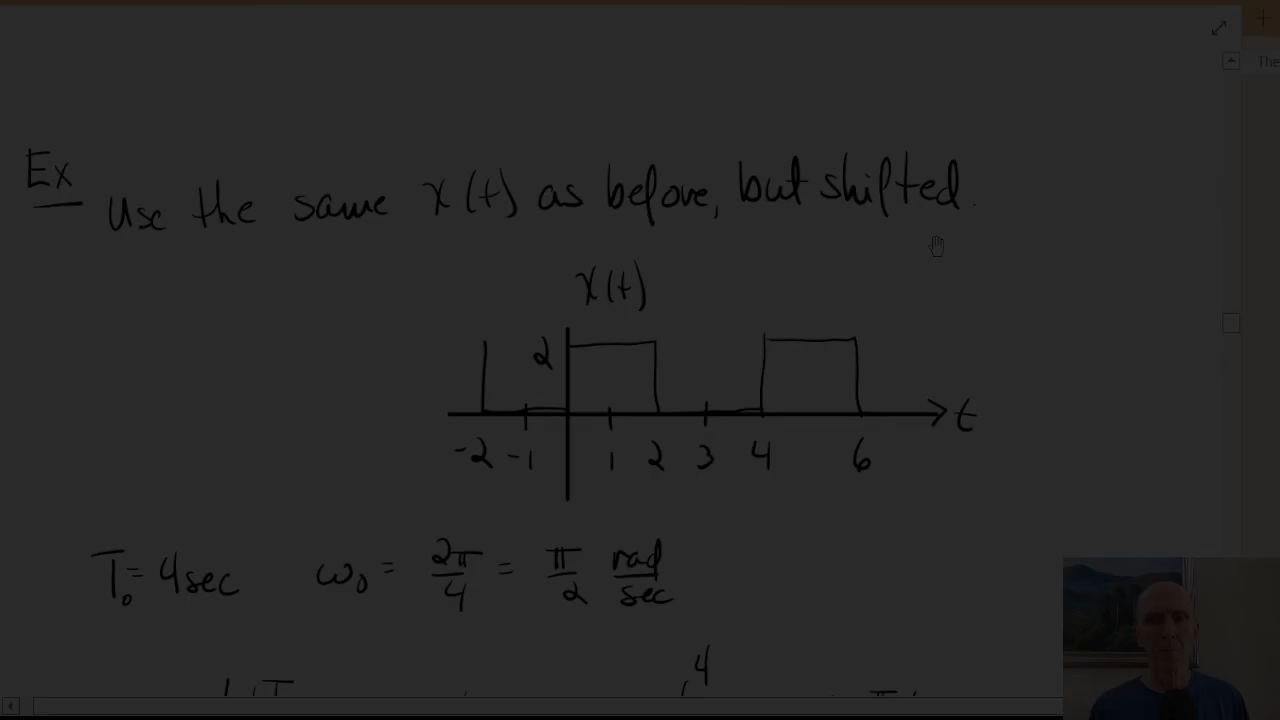 Ex
Use the same x(t) as before, but shifted.
x(t)
2
t
-2 -1 1 2 3 4 6
T₀ = 4sec ω₀ = 2π/4 = π/2 rad/sec
4